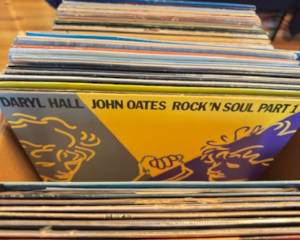 DARYL HALL JOHN OATES ROCK'N SOUL PART 1